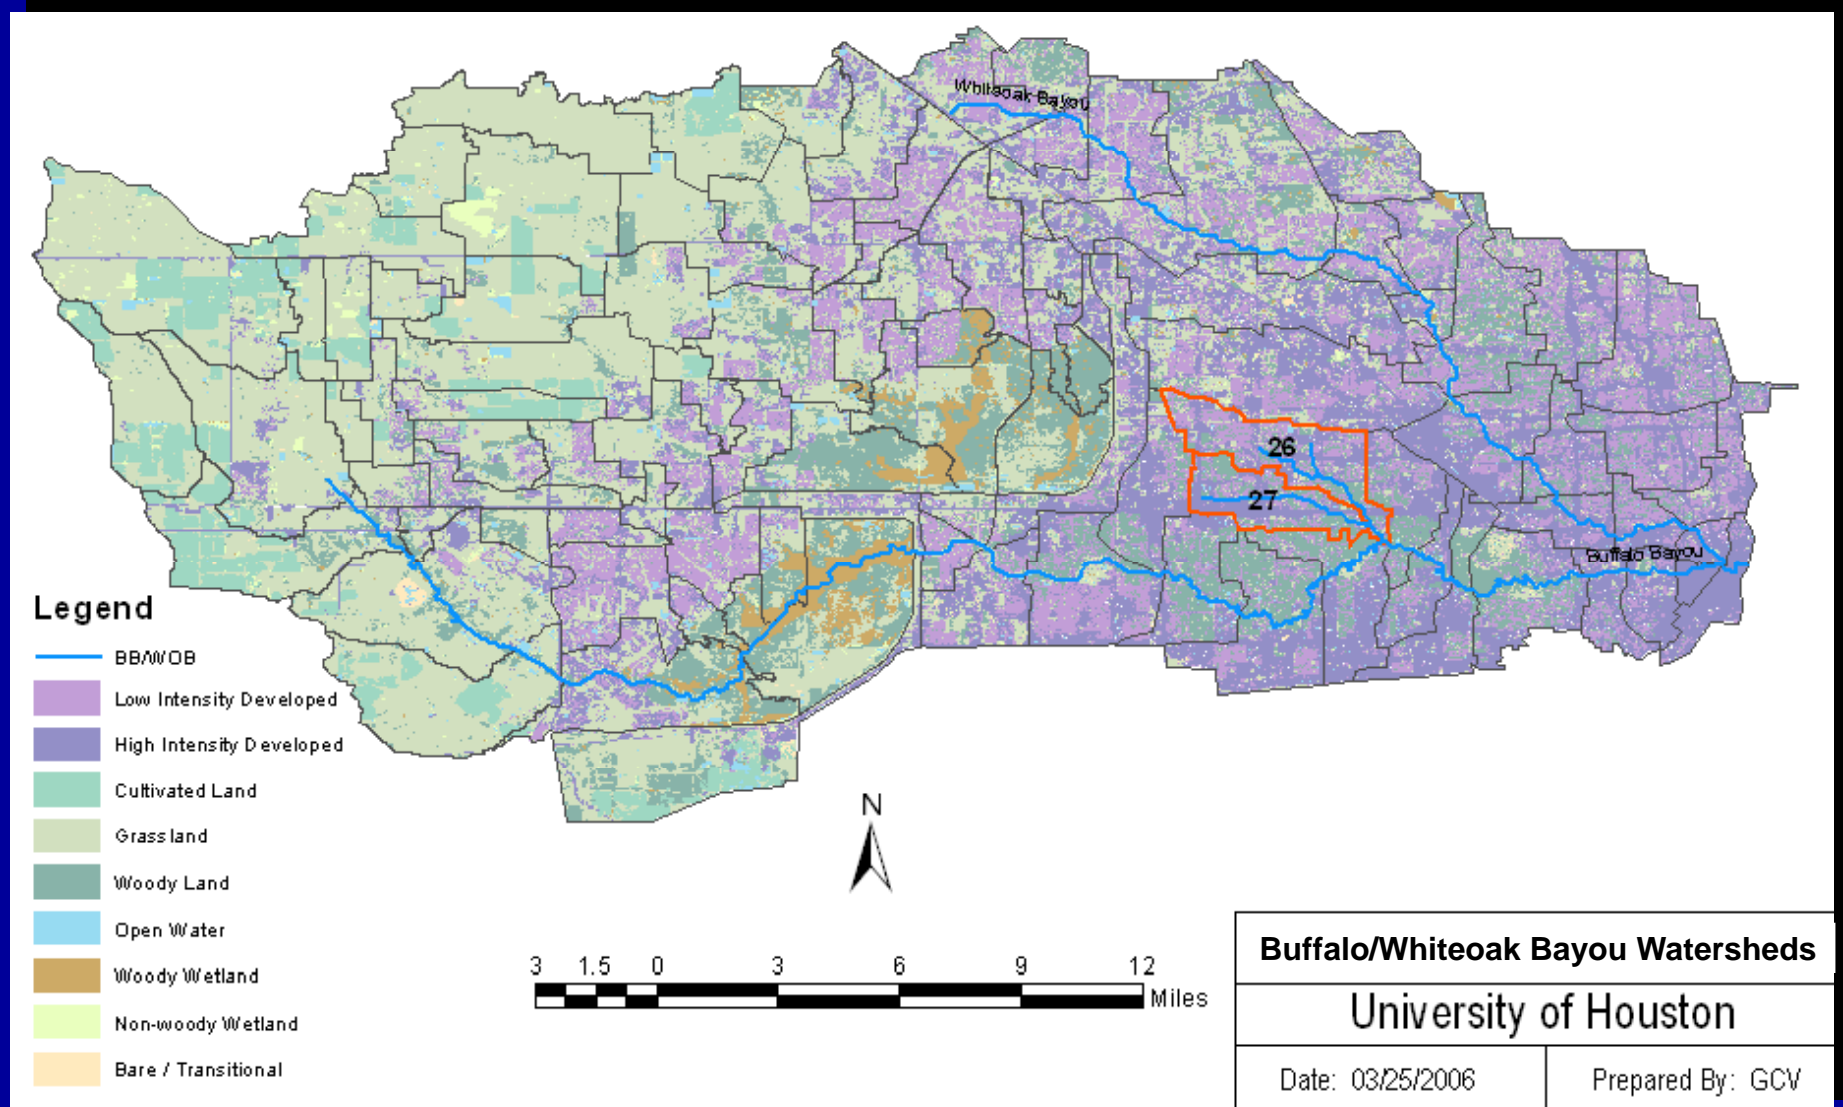 Whiteoak Bayou
26
27
Buffalo Bayou
Legend
BB/WOB
Low Intensity Developed
High Intensity Developed
Cultivated Land
Grassland
Woody Land
Open Water
Woody Wetland
Non-woody Wetland
Bare / Transitional
N
3 1.5 0 3 6 9 12
Miles
Buffalo/Whiteoak Bayou Watersheds
University of Houston
Date: 03/25/2006
Prepared By: GCV